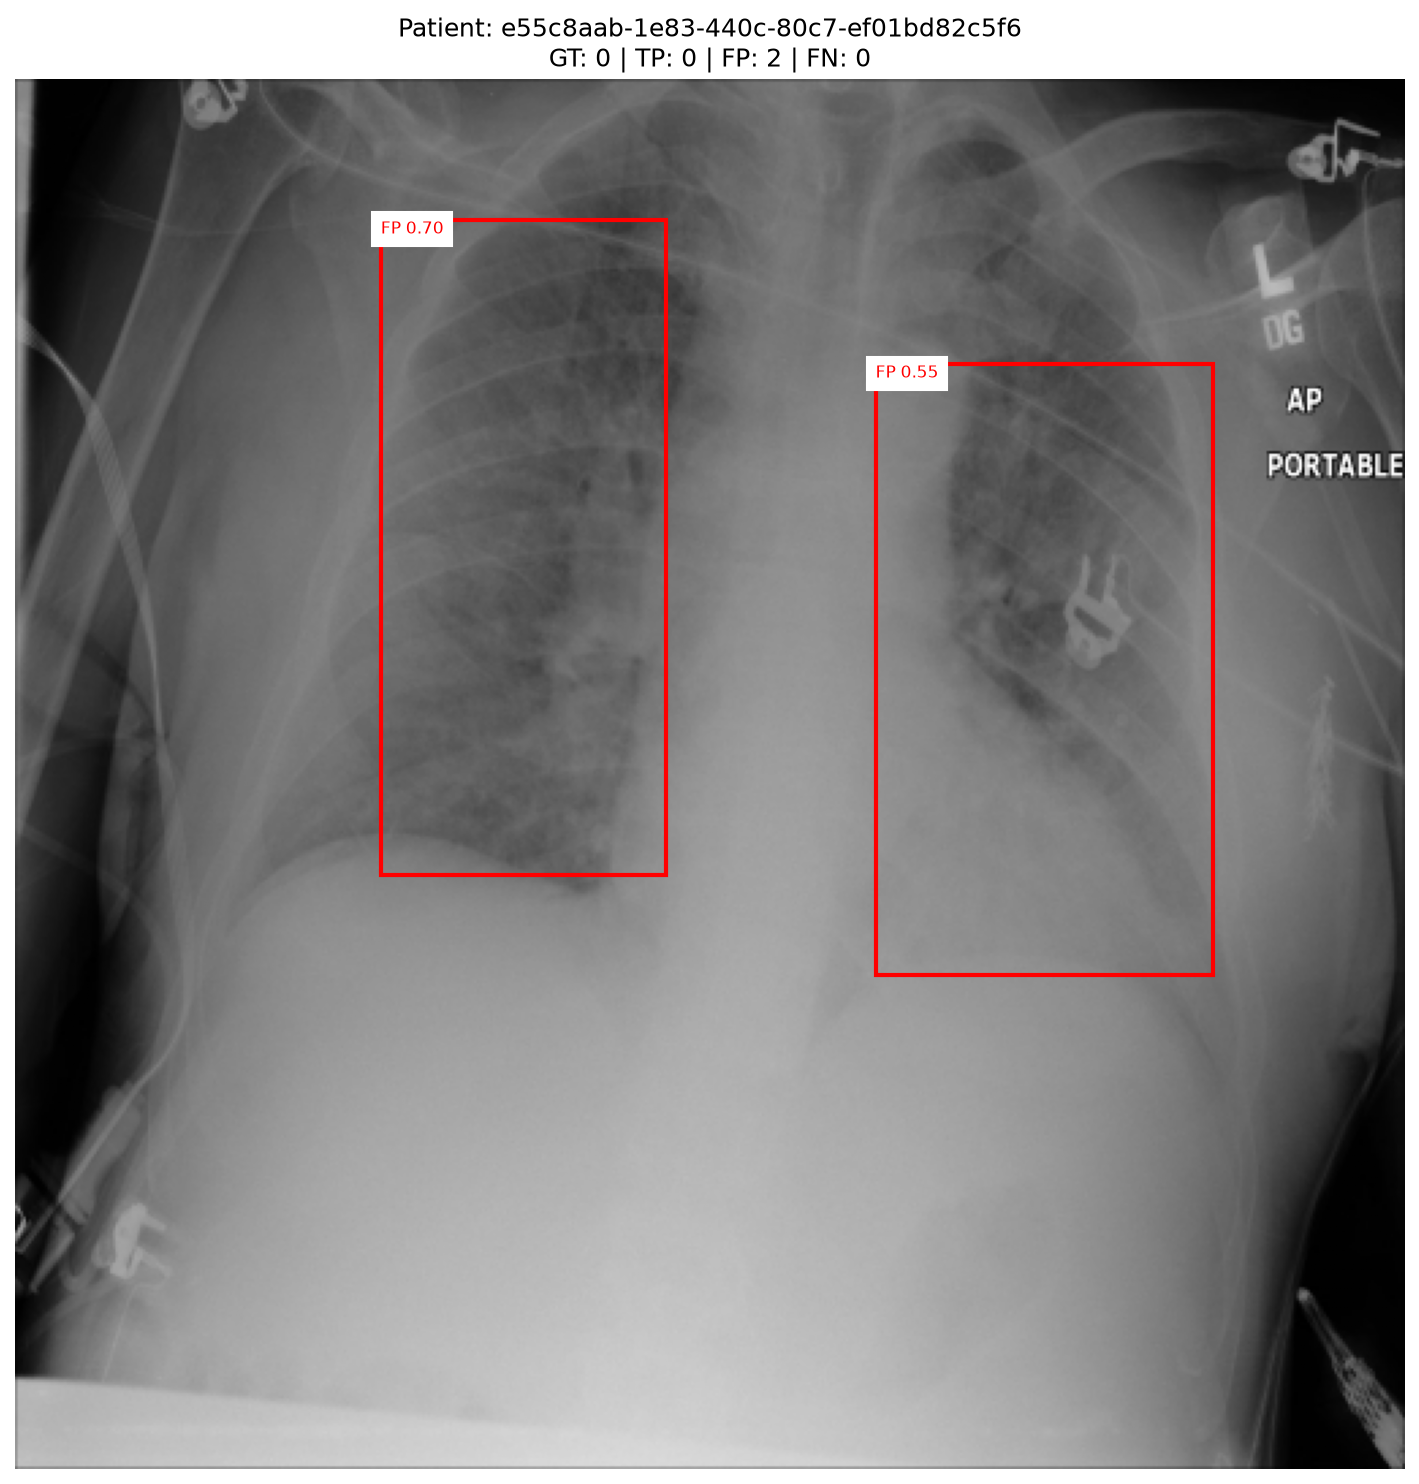 Patient: e55c8aab-1e83-440c-80c7-ef01bd82c5f6
GT: 0 | TP: 0 | FP: 2 | FN: 0
FP 0.70
L
DG
FP 0.55
AP
PORTABLE